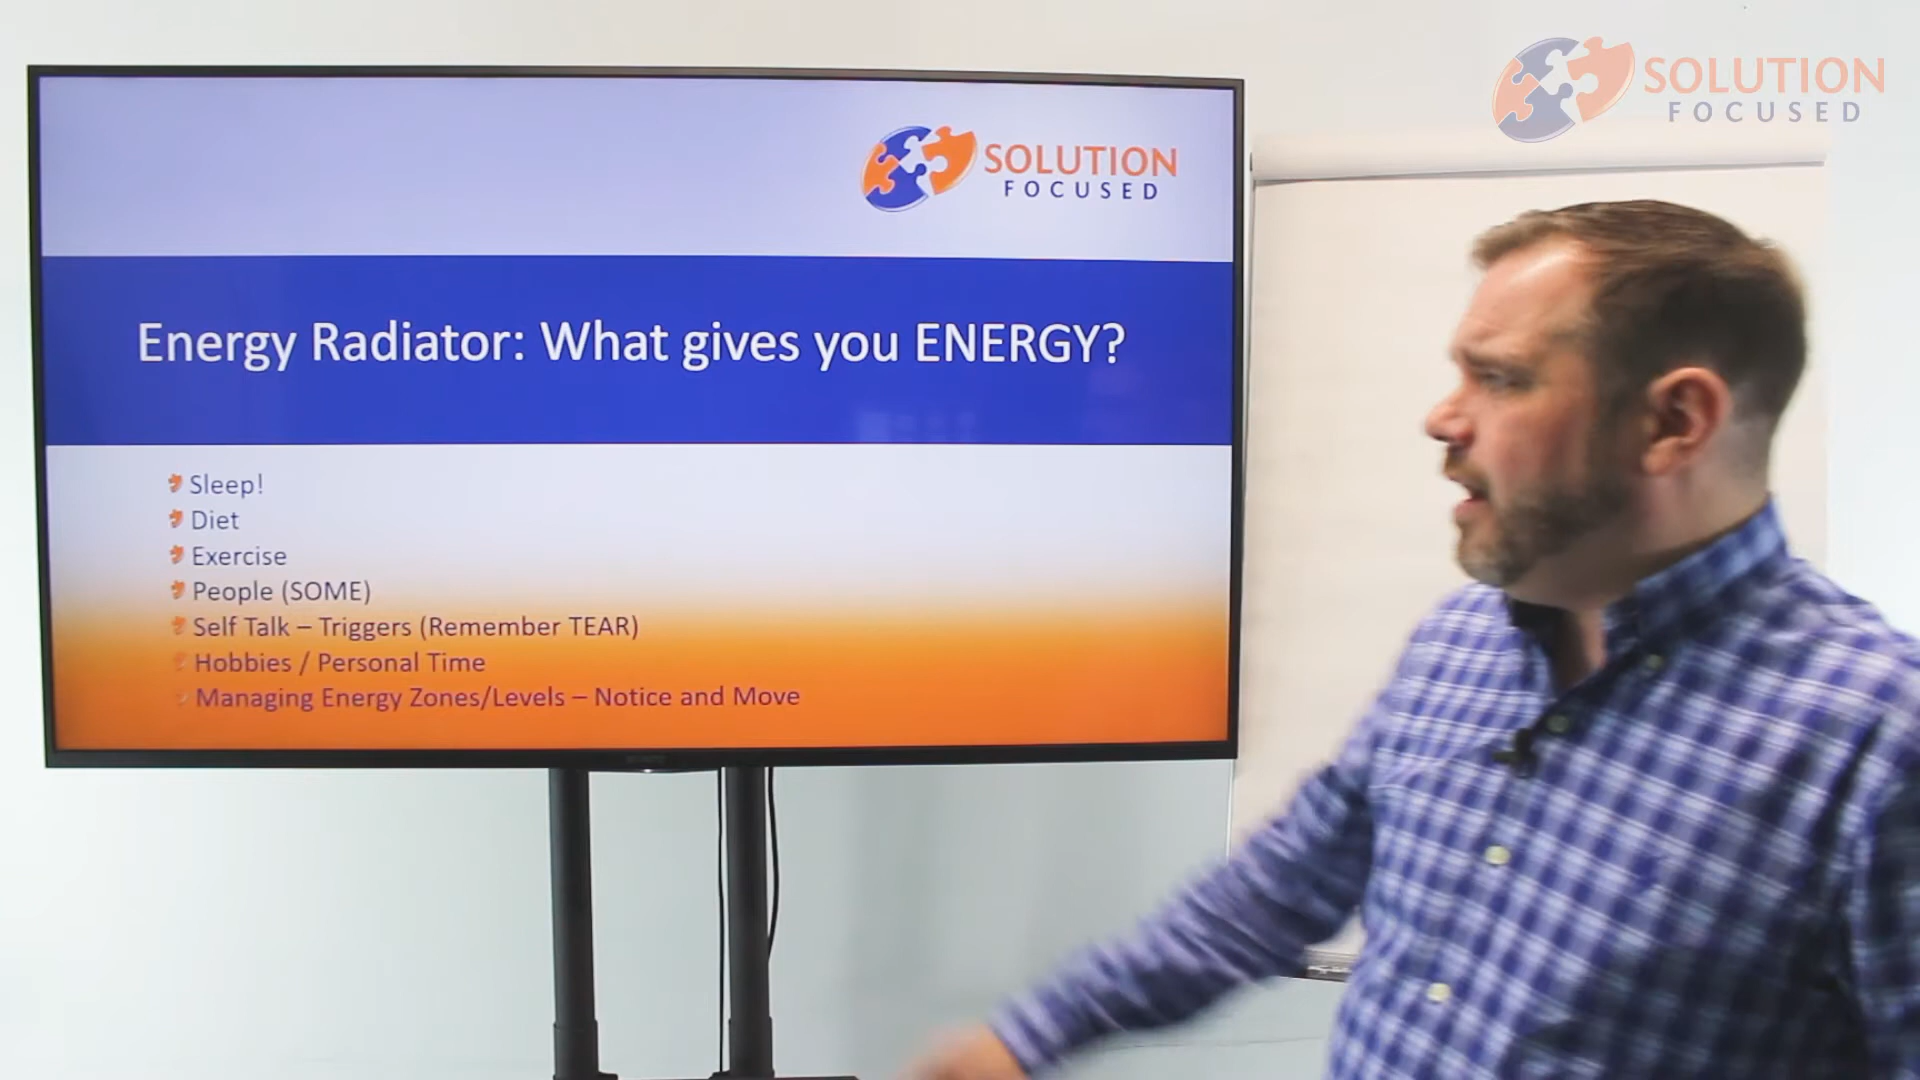 SOLUTION
FOCUSED
SOLUTION
FOCUSED
Energy Radiator: What gives you ENERGY?
Sleep!
Diet
Exercise
People (SOME)
Self Talk – Triggers (Remember TEAR)
Hobbies / Personal Time
Managing Energy Zones/Levels – Notice and Move